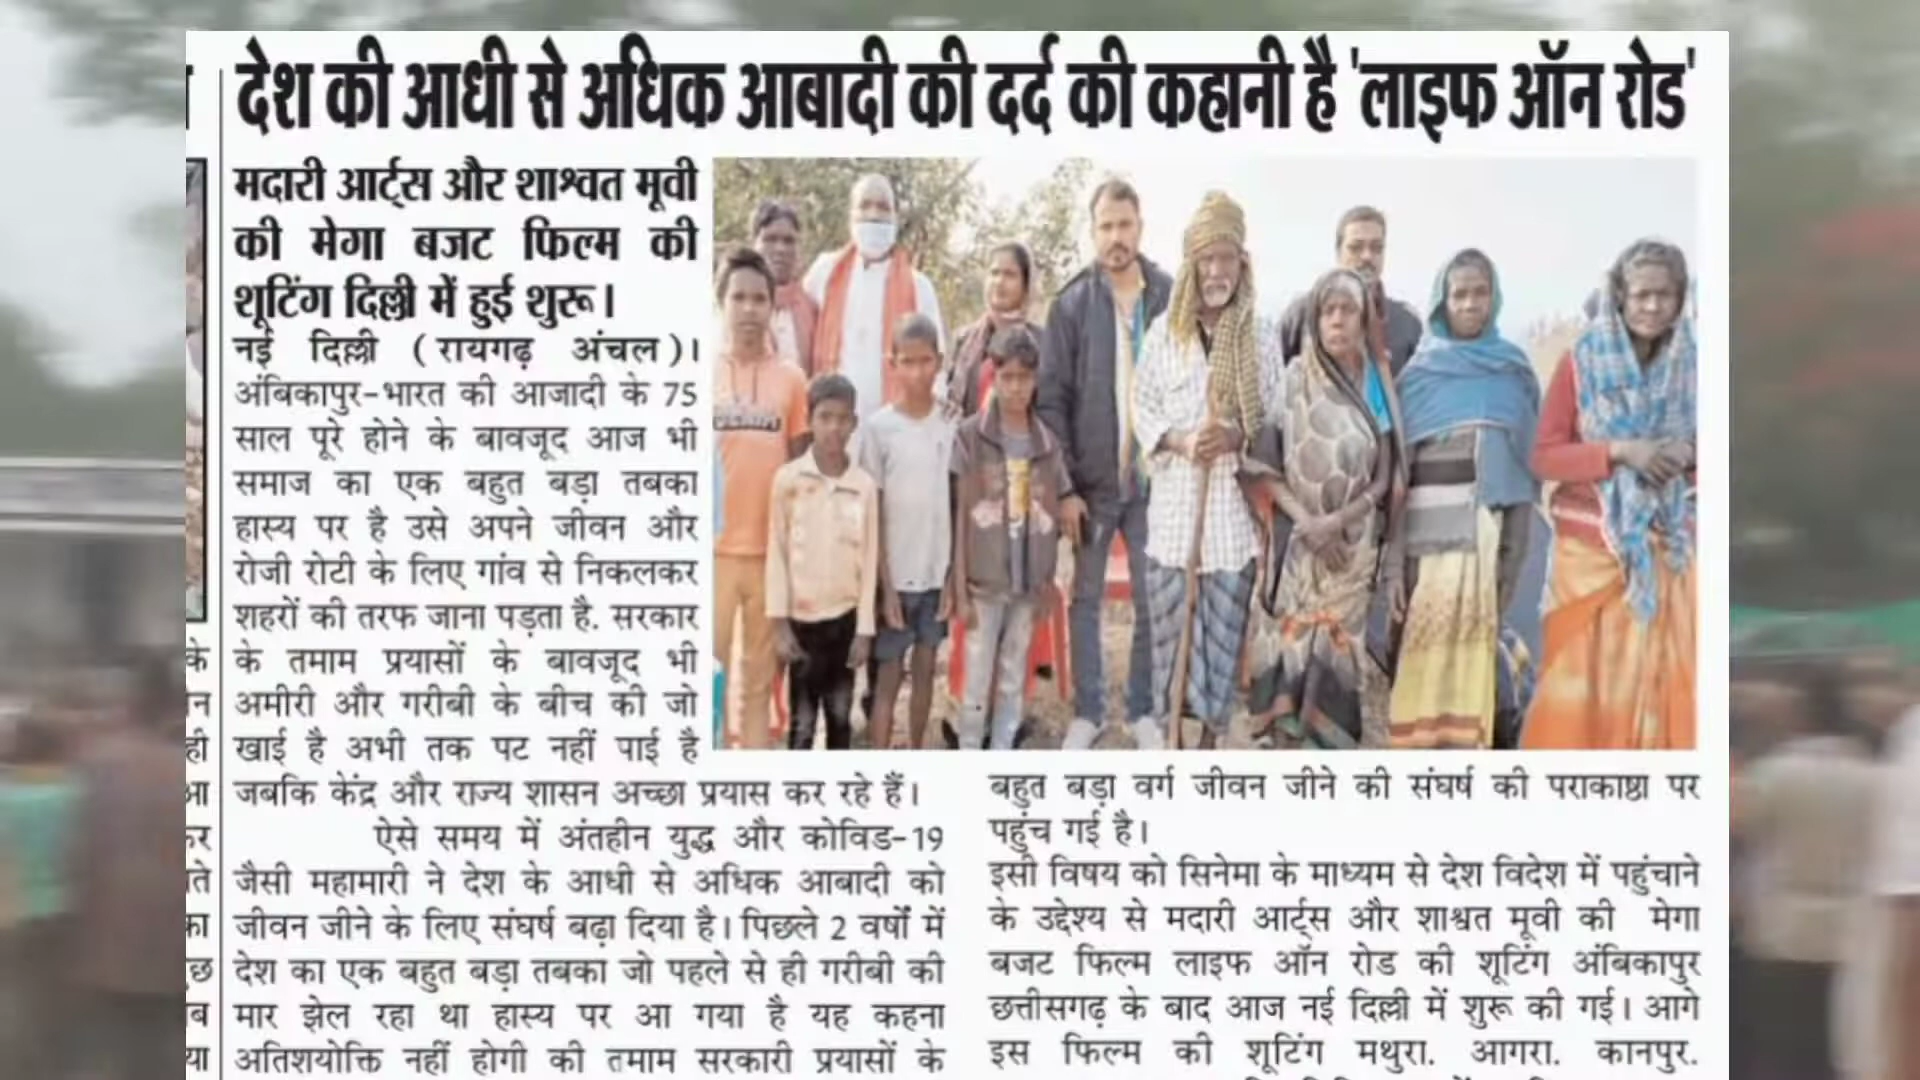 देश की आधी से अधिक आबादी की दर्द की कहानी है 'लाइफ ऑन रोड'
मदारी आर्ट्स और शाश्वत मूवी
की मेगा बजट फिल्म की
शूटिंग दिल्ली में हुई शुरू।
नई दिल्ली (रायगढ़ अंचल)।
अंबिकापुर-भारत की आजादी के 75
साल पूरे होने के बावजूद आज भी
समाज का एक बहुत बड़ा तबका
हास्य पर है उसे अपने जीवन और
रोजी रोटी के लिए गांव से निकलकर
शहरों की तरफ जाना पड़ता है. सरकार
के तमाम प्रयासों के बावजूद भी
अमीरी और गरीबी के बीच की जो
खाई है अभी तक पट नहीं पाई है
जबकि केंद्र और राज्य शासन अच्छा प्रयास कर रहे हैं।
ऐसे समय में अंतहीन युद्ध और कोविड-19
जैसी महामारी ने देश के आधी से अधिक आबादी को
जीवन जीने के लिए संघर्ष बढ़ा दिया है। पिछले 2 वर्षों में
देश का एक बहुत बड़ा तबका जो पहले से ही गरीबी की
मार झेल रहा था हास्य पर आ गया है यह कहना
अतिशयोक्ति नहीं होगी की तमाम सरकारी प्रयासों के
बहुत बड़ा वर्ग जीवन जीने की संघर्ष की पराकाष्ठा पर
पहुंच गई है।
इसी विषय को सिनेमा के माध्यम से देश विदेश में पहुंचाने
के उद्देश्य से मदारी आर्ट्स और शाश्वत मूवी की मेगा
बजट फिल्म लाइफ ऑन रोड की शूटिंग अंबिकापुर
छत्तीसगढ़ के बाद आज नई दिल्ली में शुरू की गई। आगे
इस फिल्म की शूटिंग मथुरा. आगरा. कानपुर.